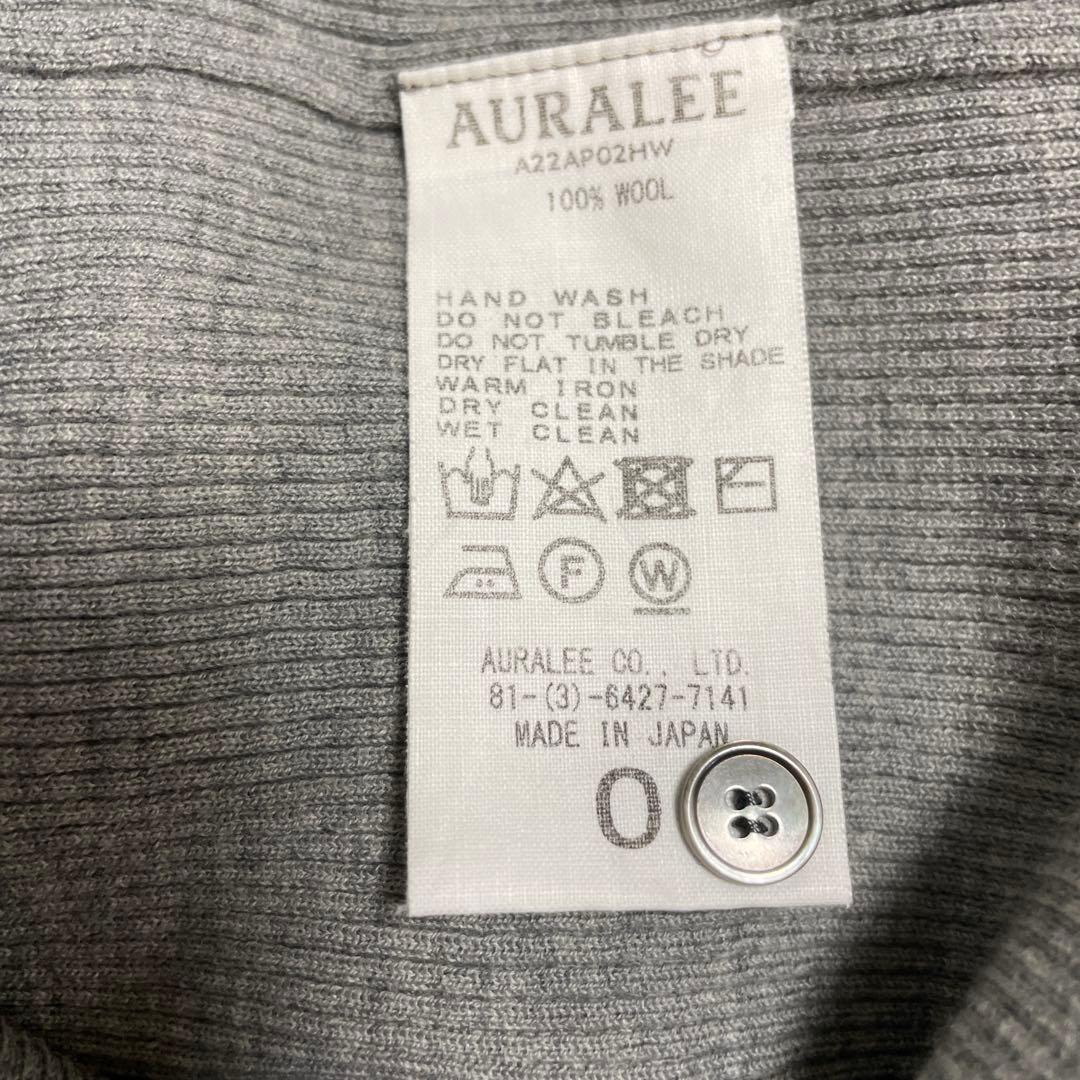 AURALEE
A22AP02HW
100% WOOL
HAND WASH
DO NOT BLEACH
DO NOT TUMBLE DRY
DRY FLAT IN THE SHADE
WARM IRON
DRY CLEAN
WET CLEAN
F W
AURALEE CO., LTD.
81-(3)-6427-7141
MADE IN JAPAN
0